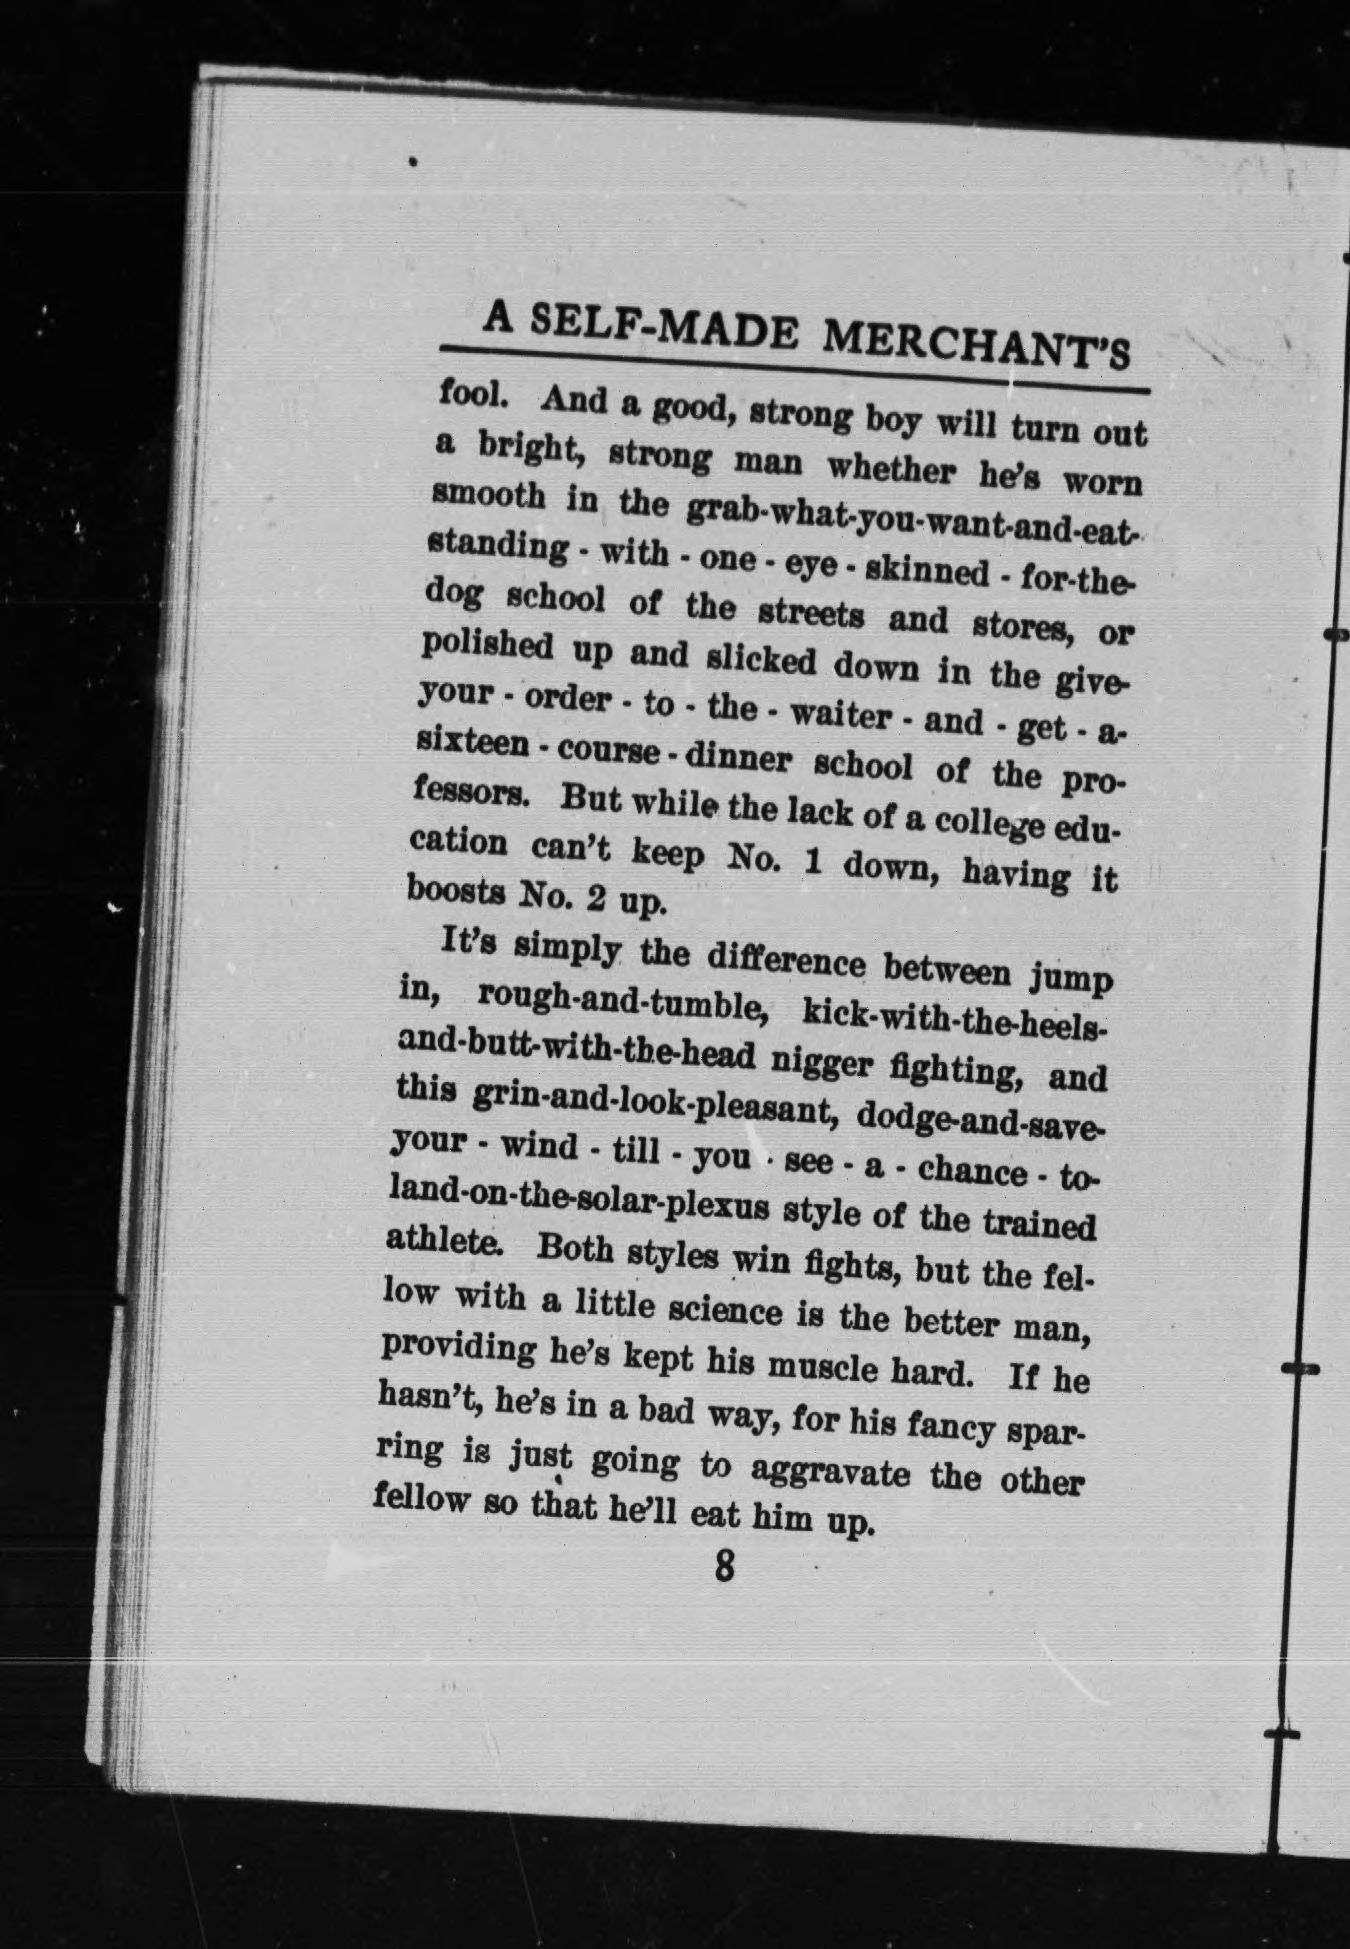 A SELF-MADE MERCHANT'S
fool. And a good, strong boy will turn out
a bright, strong man whether he's worn
smooth in the grab-what-you-want-and-eat-
standing - with - one - eye - skinned - for-the-
dog school of the streets and stores, or
polished up and slicked down in the give-
your - order - to - the - waiter - and - get - a-
sixteen - course - dinner school of the pro-
fessors. But while the lack of a college edu-
cation can't keep No. 1 down, having it
boosts No. 2 up.
It's simply the difference between jump
in, rough-and-tumble, kick-with-the-heels-
and-butt-with-the-head nigger fighting, and
this grin-and-look-pleasant, dodge-and-save-
your - wind - till - you - see - a - chance - to-
land-on-the-solar-plexus style of the trained
athlete. Both styles win fights, but the fel-
low with a little science is the better man,
providing he's kept his muscle hard. If he
hasn't, he's in a bad way, for his fancy spar-
ring is just going to aggravate the other
fellow so that he'll eat him up.
8